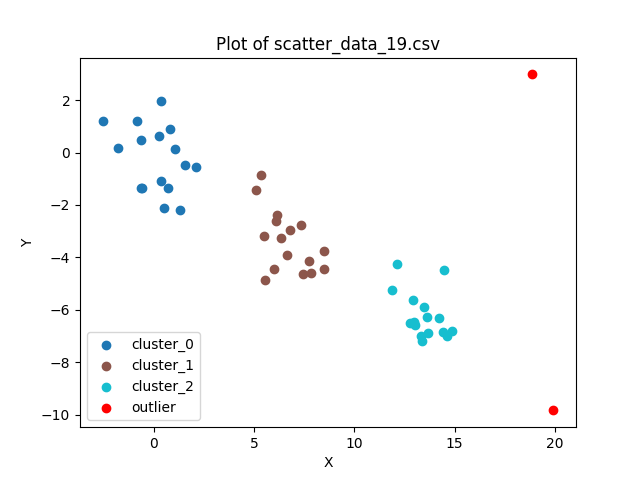 Plot of scatter_data_19.csv
Y
2
0
−2
−4
−6
−8
−10
cluster_0
cluster_1
cluster_2
outlier
0
5
10
15
20
X